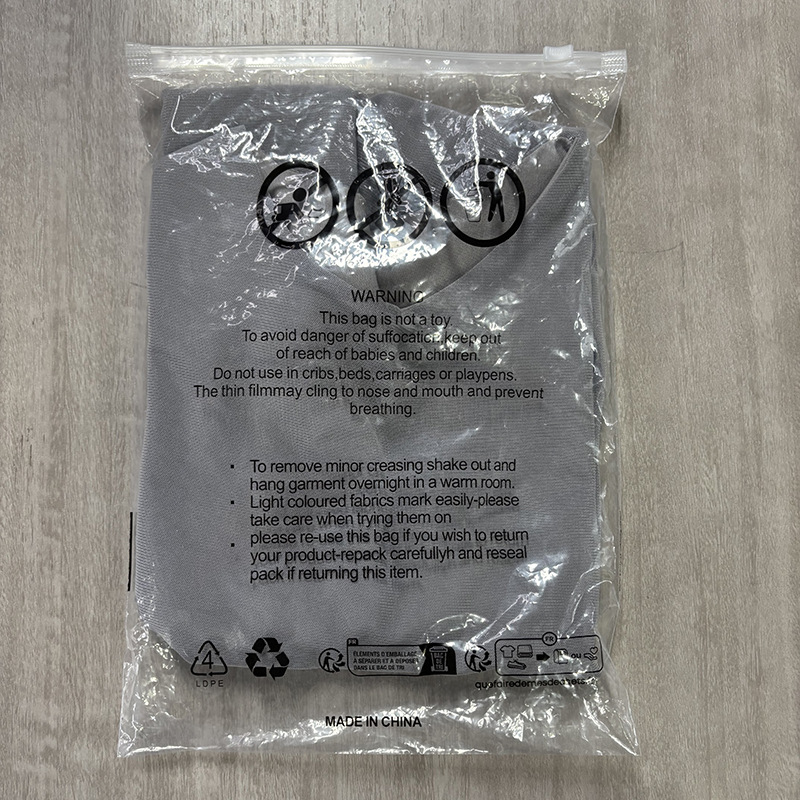 WARNING
This bag is not a toy.
To avoid danger of suffocation keep out
of reach of babies and children.
Do not use in cribs,beds,carriages or playpens.
The thin filmmay cling to nose and mouth and prevent
breathing.
· To remove minor creasing shake out and
hang garment overnight in a warm room.
· Light coloured fabrics mark easily-please
take care when trying them on
· please re-use this bag if you wish to return
your product-repack carefullyh and reseal
pack if returning this item.
4
LDPE
FR
ÉLÉMENTS D'EMBALLAGE
À SÉPARER ET À DÉPOSER
DANS LE BAC DE TRI
FR
OU
quefairedemesdechets.fr
MADE IN CHINA